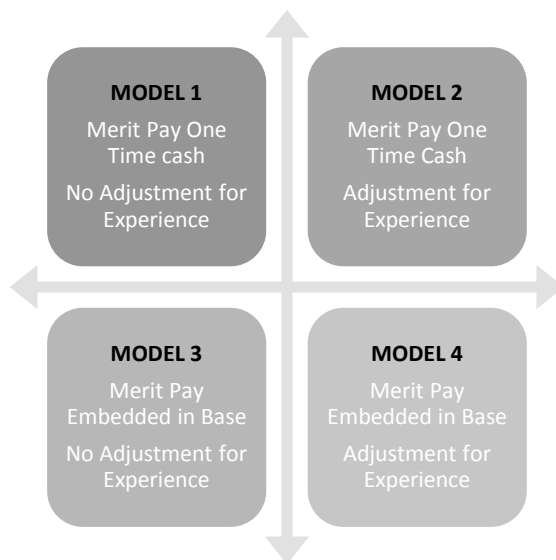 MODEL 1
Merit Pay One
Time cash
No Adjustment for
Experience
MODEL 2
Merit Pay One
Time Cash
Adjustment for
Experience
MODEL 3
Merit Pay
Embedded in Base
No Adjustment for
Experience
MODEL 4
Merit Pay
Embedded in Base
Adjustment for
Experience